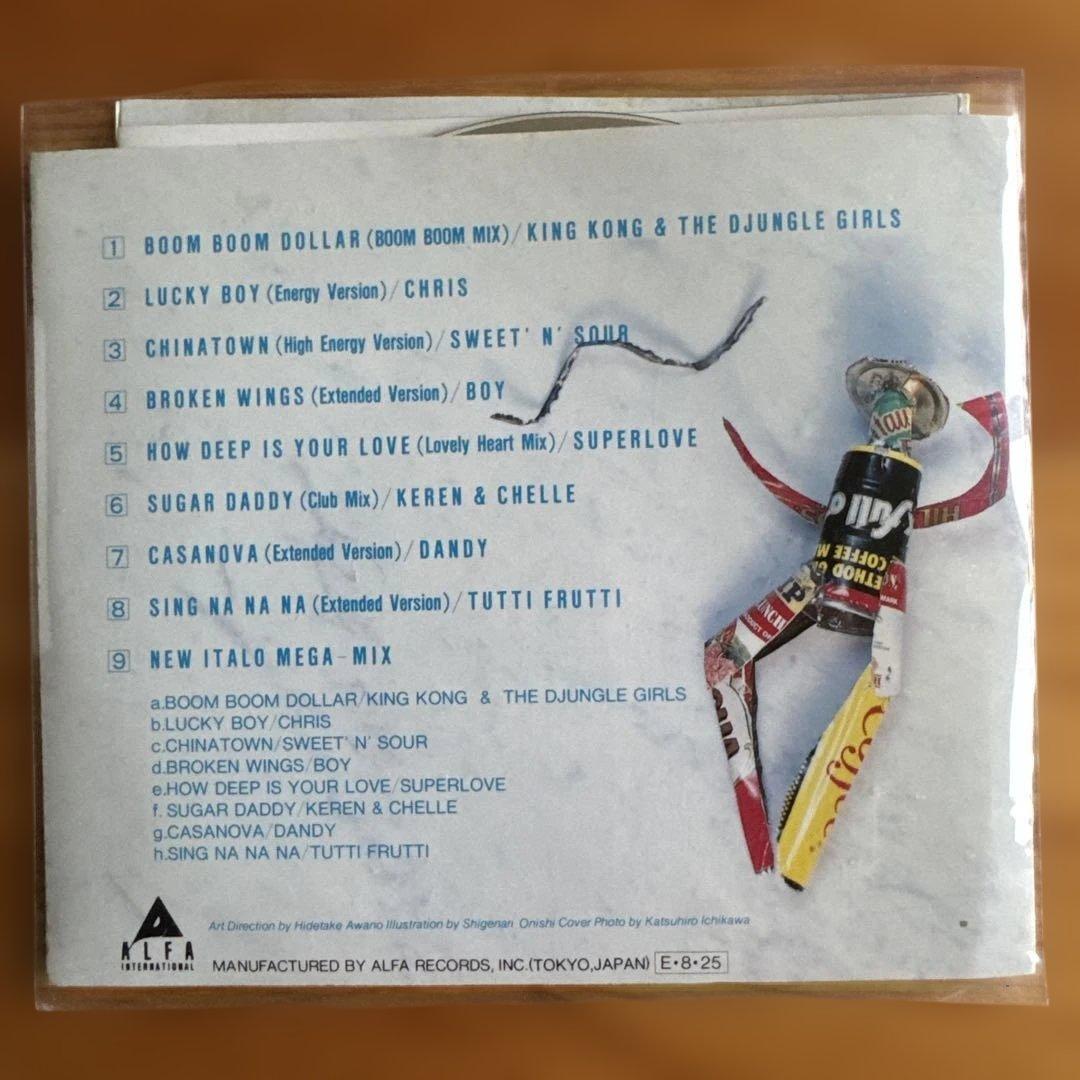 1 BOOM BOOM DOLLAR (BOOM BOOM MIX)/KING KONG & THE DJUNGLE GIRLS
2 LUCKY BOY (Energy Version)/CHRIS
3 CHINATOWN (High Energy Version)/SWEET' N' SOUR
4 BROKEN WINGS (Extended Version)/BOY
5 HOW DEEP IS YOUR LOVE (Lovely Heart Mix)/SUPERLOVE
6 SUGAR DADDY (Club Mix)/KEREN & CHELLE
7 CASANOVA (Extended Version)/DANDY
8 SING NA NA NA (Extended Version)/TUTTI FRUTTI
9 NEW ITALO MEGA-MIX
a.BOOM BOOM DOLLAR/KING KONG & THE DJUNGLE GIRLS
b.LUCKY BOY/CHRIS
c.CHINATOWN/SWEET' N' SOUR
d.BROKEN WINGS/BOY
e.HOW DEEP IS YOUR LOVE/SUPERLOVE
f. SUGAR DADDY/KEREN & CHELLE
g.CASANOVA/DANDY
h.SING NA NA NA/TUTTI FRUTTI
full
COFFEE
Coffee
ALFA
INTERNATIONAL
Art Direction by Hidetake Awano Illustration by Shigenari Onishi Cover Photo by Katsuhiro Ichikawa
MANUFACTURED BY ALFA RECORDS, INC.(TOKYO,JAPAN) E•8•25